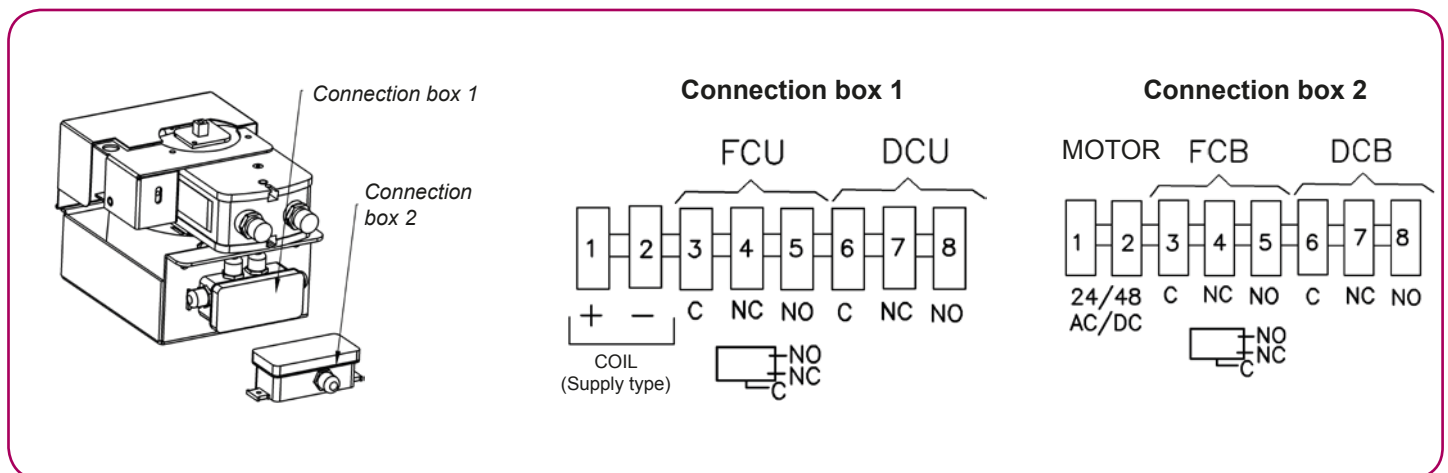 Connection box 1
Connection
box 2
Connection box 1
FCU DCU
1 2 3 4 5 6 7 8
+ − C NC NO C NC NO
COIL
(Supply type)
NO
NC
C
Connection box 2
MOTOR FCB DCB
1 2 3 4 5 6 7 8
24/48 C NC NO C NC NO
AC/DC
NO
NC
C